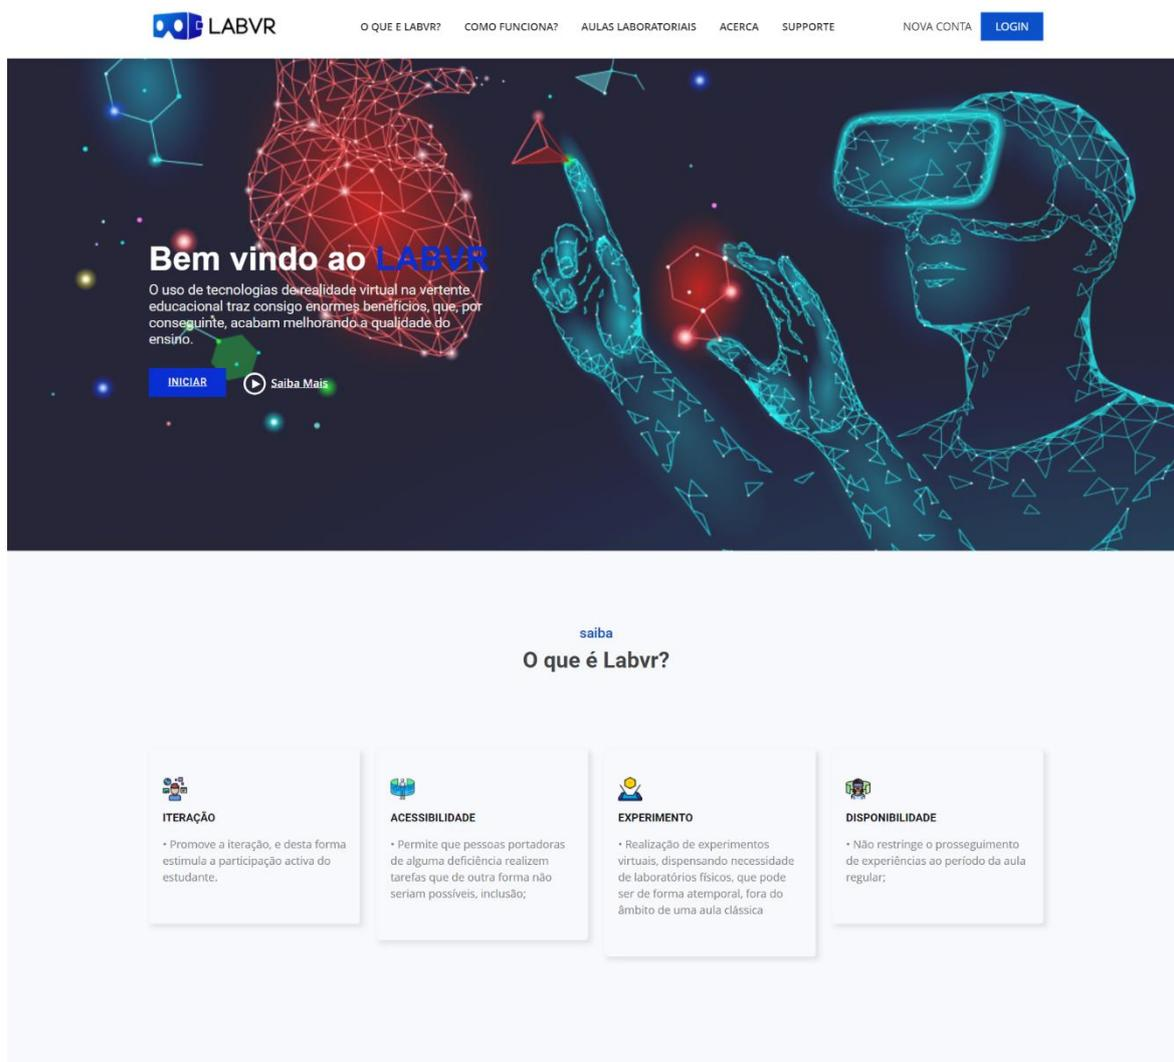 LABVR
O QUE E LABVR? COMO FUNCIONA? AULAS LABORATORIAIS ACERCA SUPPORTE NOVA CONTA LOGIN
Bem vindo ao LABVR
O uso de tecnologias de realidade virtual na vertente
educacional traz consigo enormes benefícios, que, por
conseguinte, acabam melhorando a qualidade do
ensino.
INICIAR Saiba Mais
saiba
O que é Labvr?
ITERAÇÃO
• Promove a iteração, e desta forma
estimula a participação activa do
estudante.
ACESSIBILIDADE
• Permite que pessoas portadoras
de alguma deficiência realizem
tarefas que de outra forma não
seriam possíveis, inclusão;
EXPERIMENTO
• Realização de experimentos
virtuais, dispensando necessidade
de laboratórios físicos, que pode
ser de forma atemporal, fora do
âmbito de uma aula clássica
DISPONIBILIDADE
• Não restringe o prosseguimento
de experiências ao período da aula
regular;